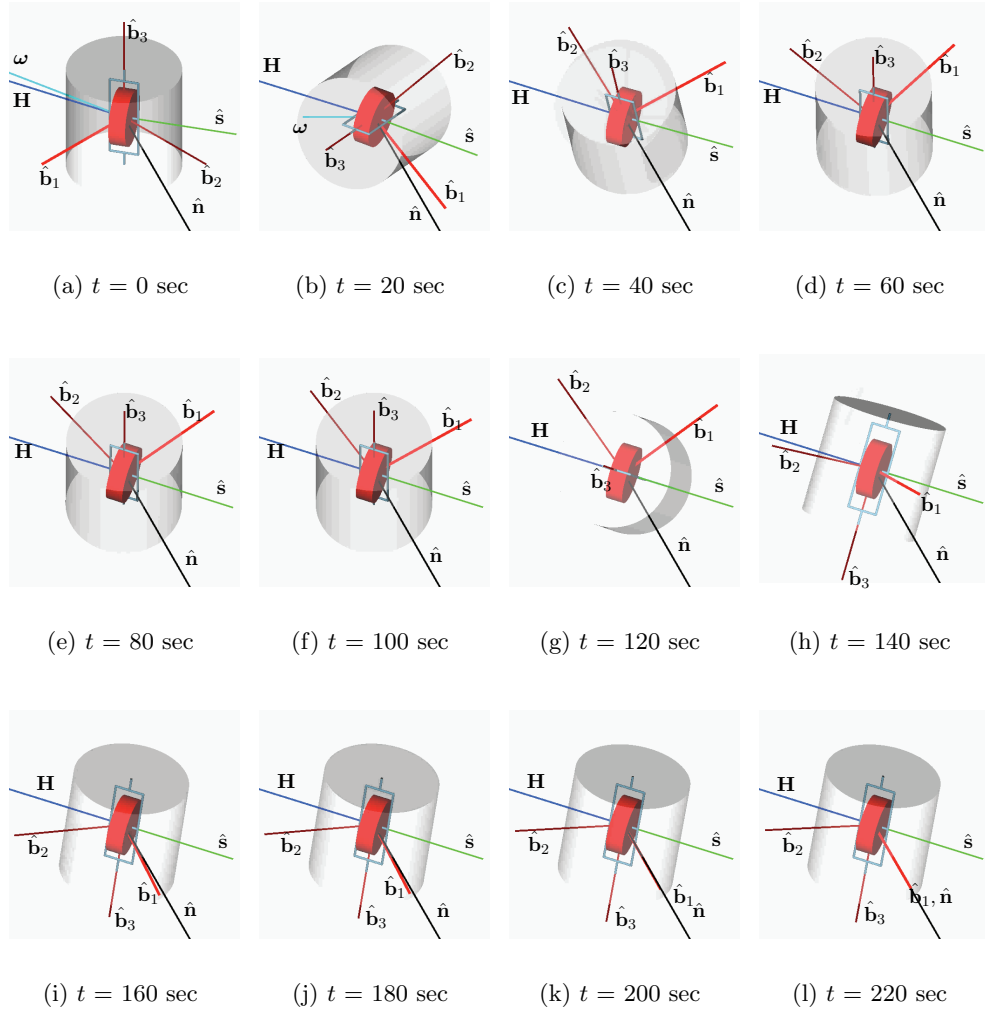 b̂₃
ω
H
ŝ
b̂₁
b̂₂
n̂
(a) t = 0 sec
H
b̂₂
ω
b̂₃
ŝ
b̂₁
n̂
(b) t = 20 sec
b̂₂
b̂₃
b̂₁
H
ŝ
n̂
(c) t = 40 sec
b̂₂
b̂₃
b̂₁
H
ŝ
n̂
(d) t = 60 sec
b̂₂
b̂₃
b̂₁
H
ŝ
n̂
(e) t = 80 sec
b̂₂
b̂₃
b̂₁
H
ŝ
n̂
(f) t = 100 sec
b̂₂
H
b̂₁
b̂₃
ŝ
n̂
(g) t = 120 sec
H
b̂₂
ŝ
b̂₁
n̂
b̂₃
(h) t = 140 sec
H
b̂₂
ŝ
b̂₁
n̂
b̂₃
(i) t = 160 sec
H
b̂₂
ŝ
b̂₁
n̂
b̂₃
(j) t = 180 sec
H
b̂₂
ŝ
b̂₁
n̂
b̂₃
(k) t = 200 sec
H
b̂₂
ŝ
b̂₁, n̂
b̂₃
(l) t = 220 sec